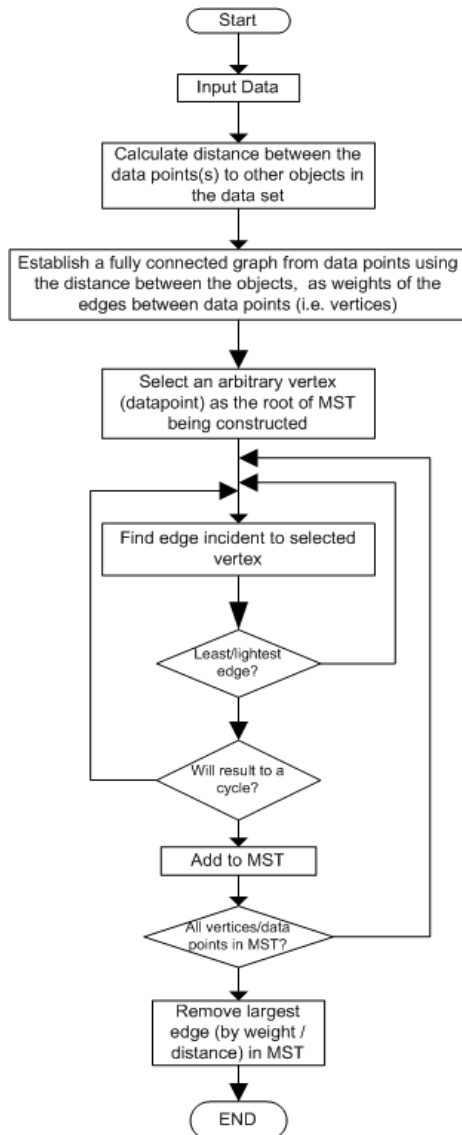 Start
Input Data
Calculate distance between the
data points(s) to other objects in
the data set
Establish a fully connected graph from data points using
the distance between the objects, as weights of the
edges between data points (i.e. vertices)
Select an arbitrary vertex
(datapoint) as the root of MST
being constructed
Find edge incident to selected
vertex
Least/lightest
edge?
Will result to a
cycle?
Add to MST
All vertices/data
points in MST?
Remove largest
edge (by weight /
distance) in MST
END